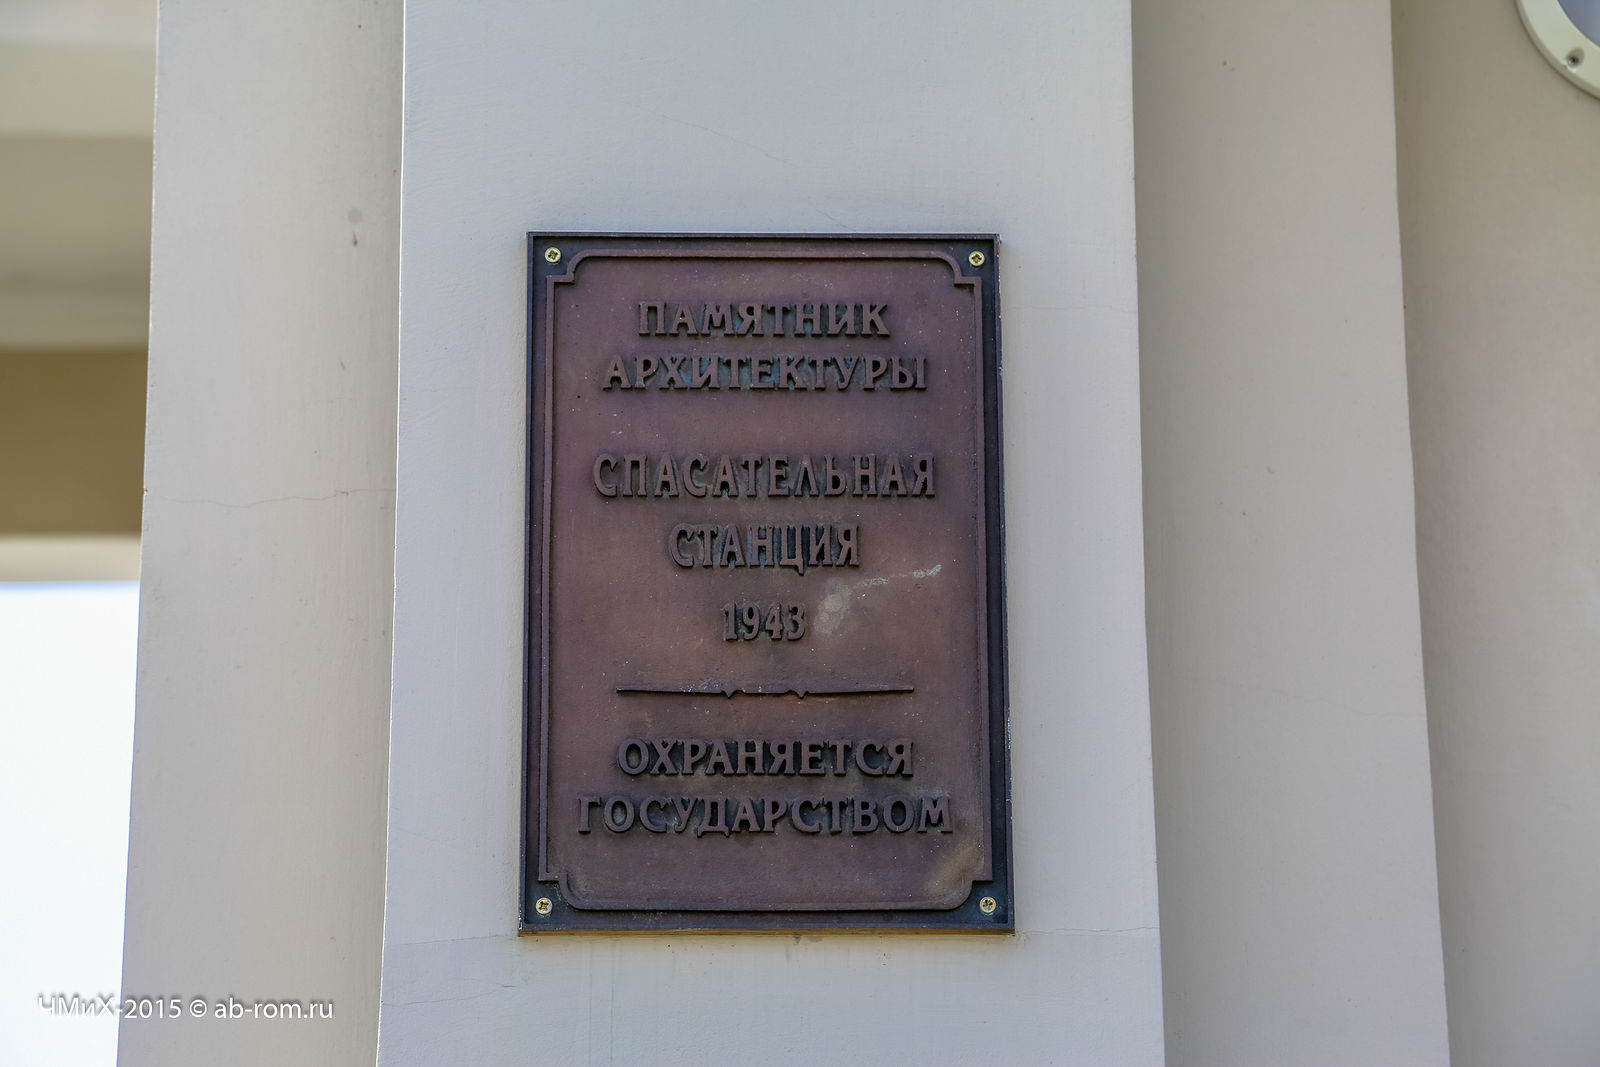 ПАМЯТНИК
АРХИТЕКТУРЫ
СПАСАТЕЛЬНАЯ
СТАНЦИЯ
1943
ОХРАНЯЕТСЯ
ГОСУДАРСТВОМ
ЧМиХ-2015 © ab-rom.ru